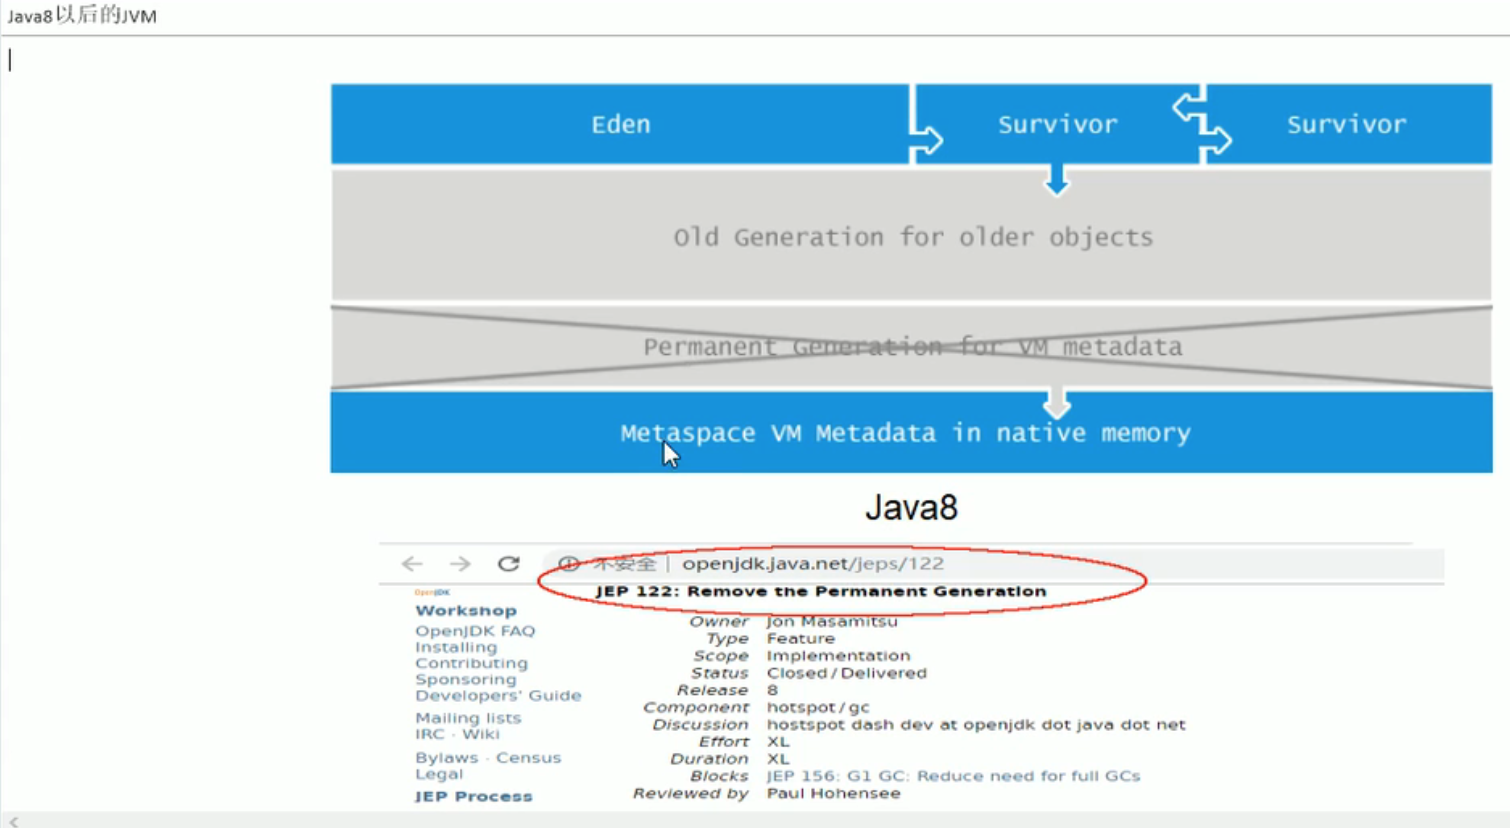 Java8以后的JVM
Eden
Survivor
Survivor
Old Generation for older objects
Permanent Generation for VM metadata
Metaspace VM Metadata in native memory
Java8
不安全 | openjdk.java.net/jeps/122
OpenJDK
JEP 122: Remove the Permanent Generation
Workshop
OpenJDK FAQ
Installing
Contributing
Sponsoring
Developers' Guide
Mailing lists
IRC · Wiki
Bylaws · Census
Legal
JEP Process
Owner Jon Masamitsu
Type Feature
Scope Implementation
Status Closed / Delivered
Release 8
Component hotspot / gc
Discussion hostspot dash dev at openjdk dot java dot net
Effort XL
Duration XL
Blocks JEP 156: G1 GC: Reduce need for full GCs
Reviewed by Paul Hohensee